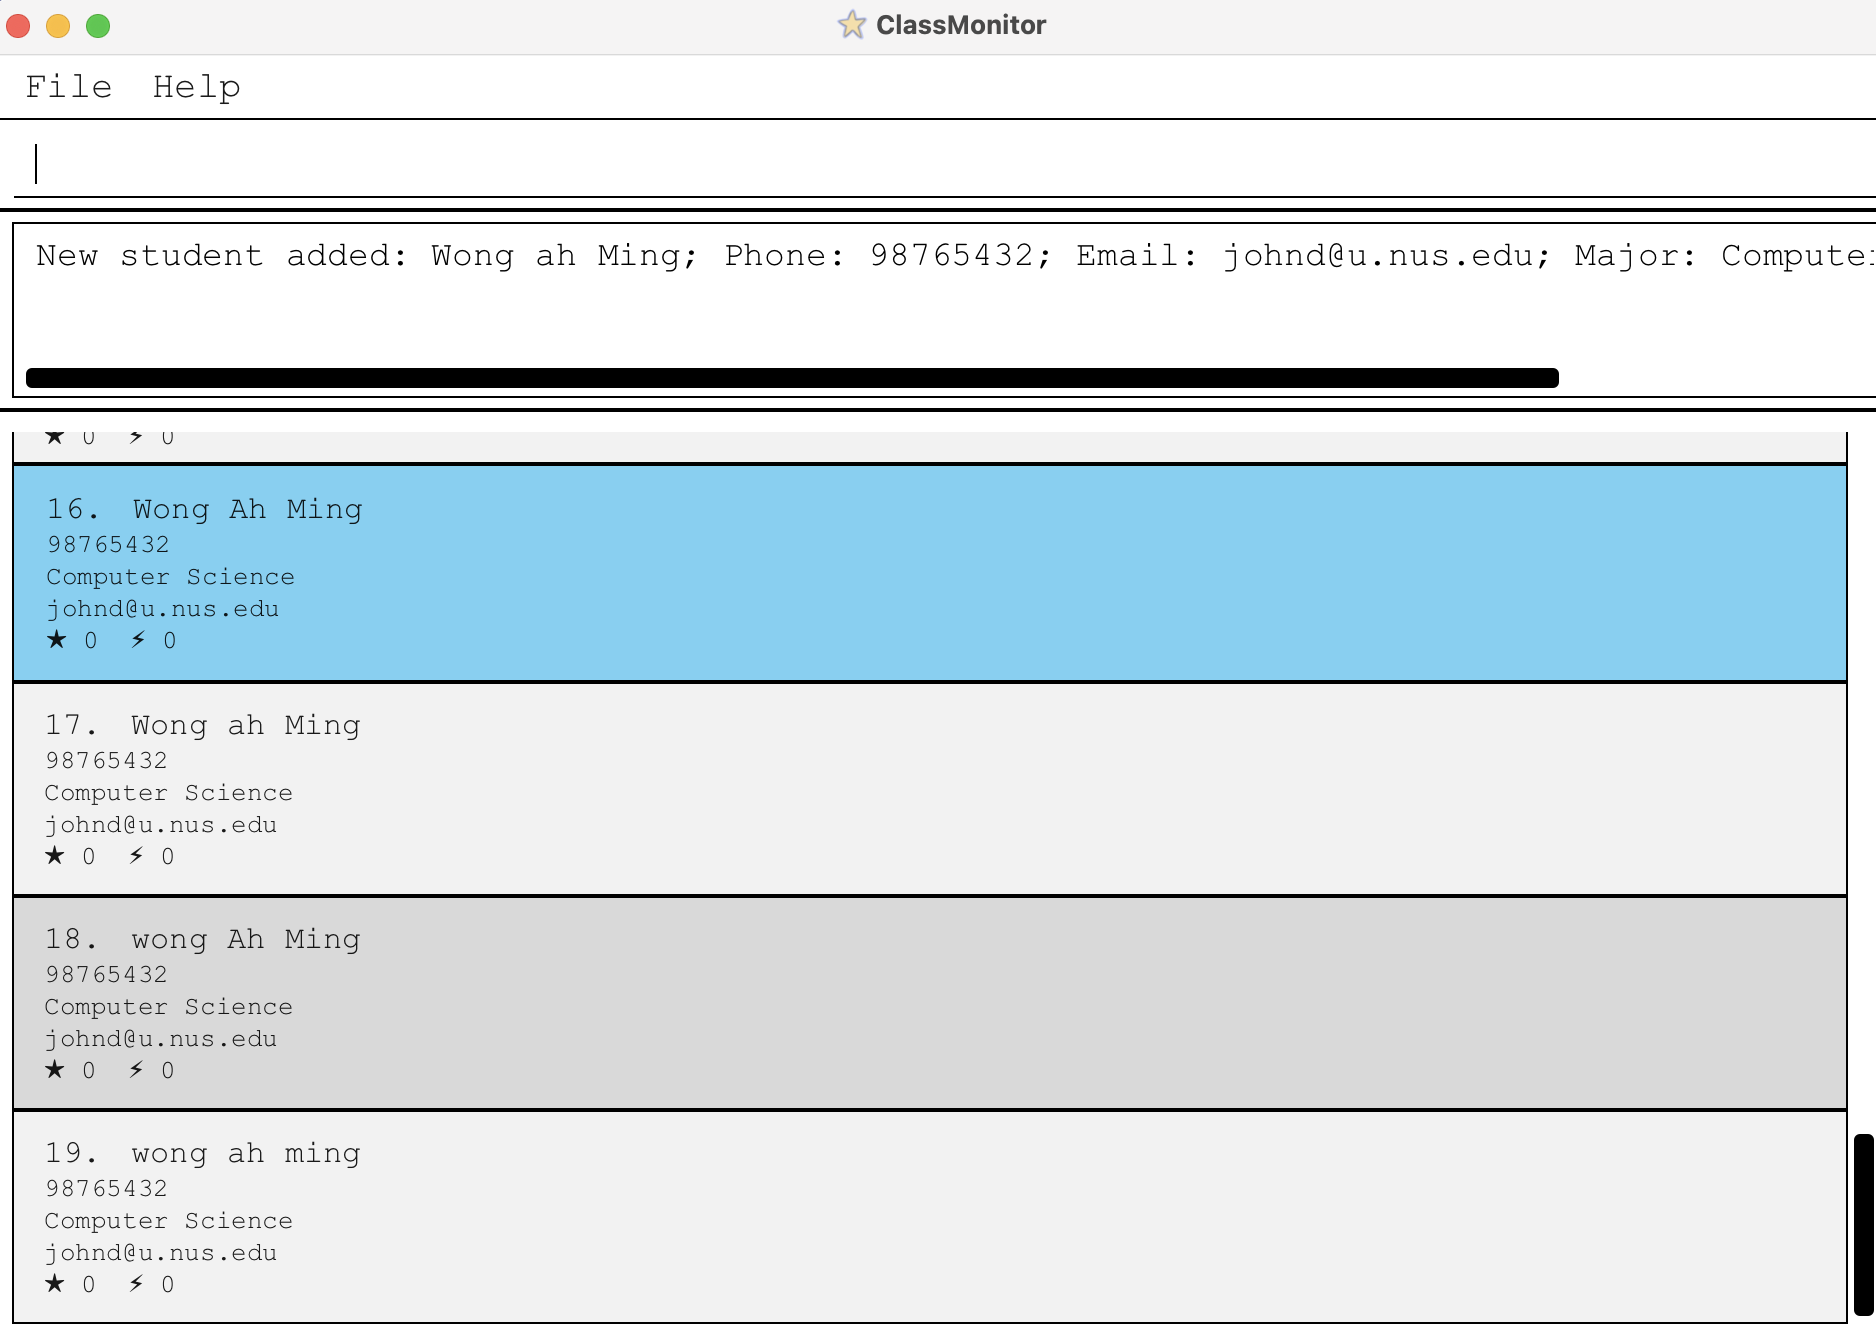 ClassMonitor
File Help
New student added: Wong ah Ming; Phone: 98765432; Email: johnd@u.nus.edu; Major:
★ 0 ⚡ 0
16. Wong Ah Ming
98765432
Computer Science
johnd@u.nus.edu
★ 0 ⚡ 0
17. Wong ah Ming
98765432
Computer Science
johnd@u.nus.edu
★ 0 ⚡ 0
18. wong Ah Ming
98765432
Computer Science
johnd@u.nus.edu
★ 0 ⚡ 0
19. wong ah ming
98765432
Computer Science
johnd@u.nus.edu
★ 0 ⚡ 0